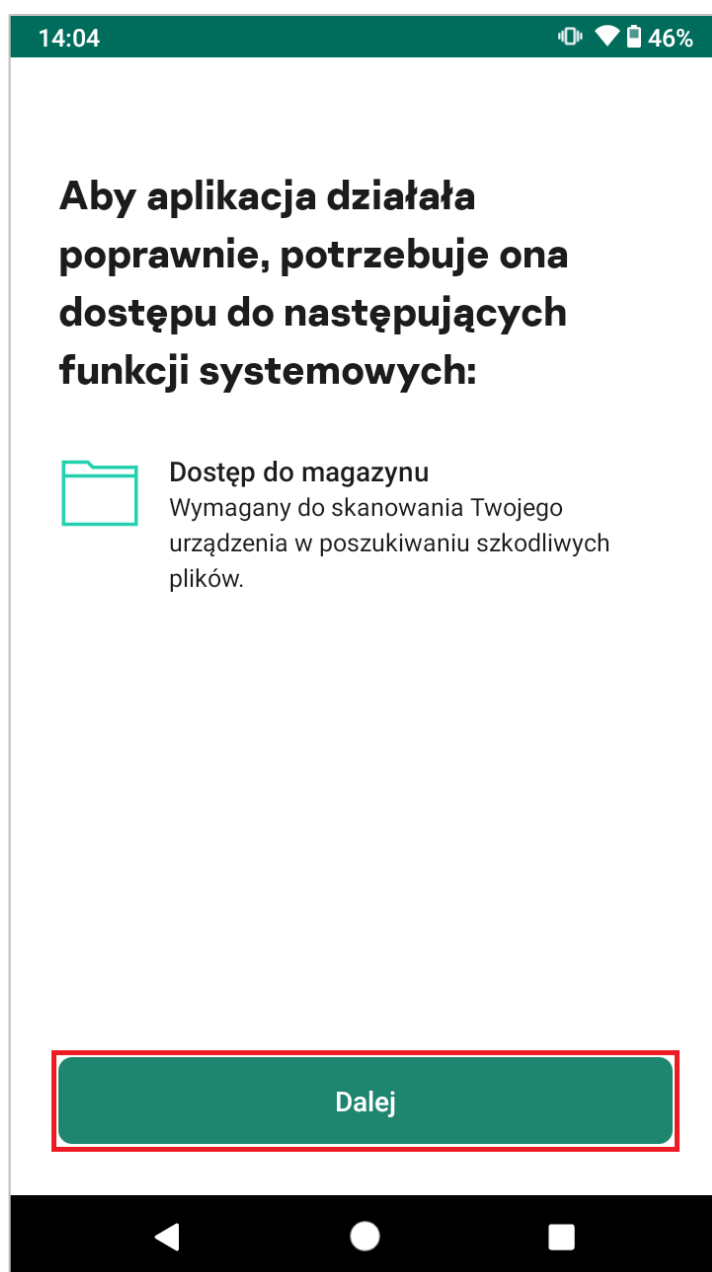 14:04
46%
Aby aplikacja działała
poprawnie, potrzebuje ona
dostępu do następujących
funkcji systemowych:
Dostęp do magazynu
Wymagany do skanowania Twojego
urządzenia w poszukiwaniu szkodliwych
plików.
Dalej